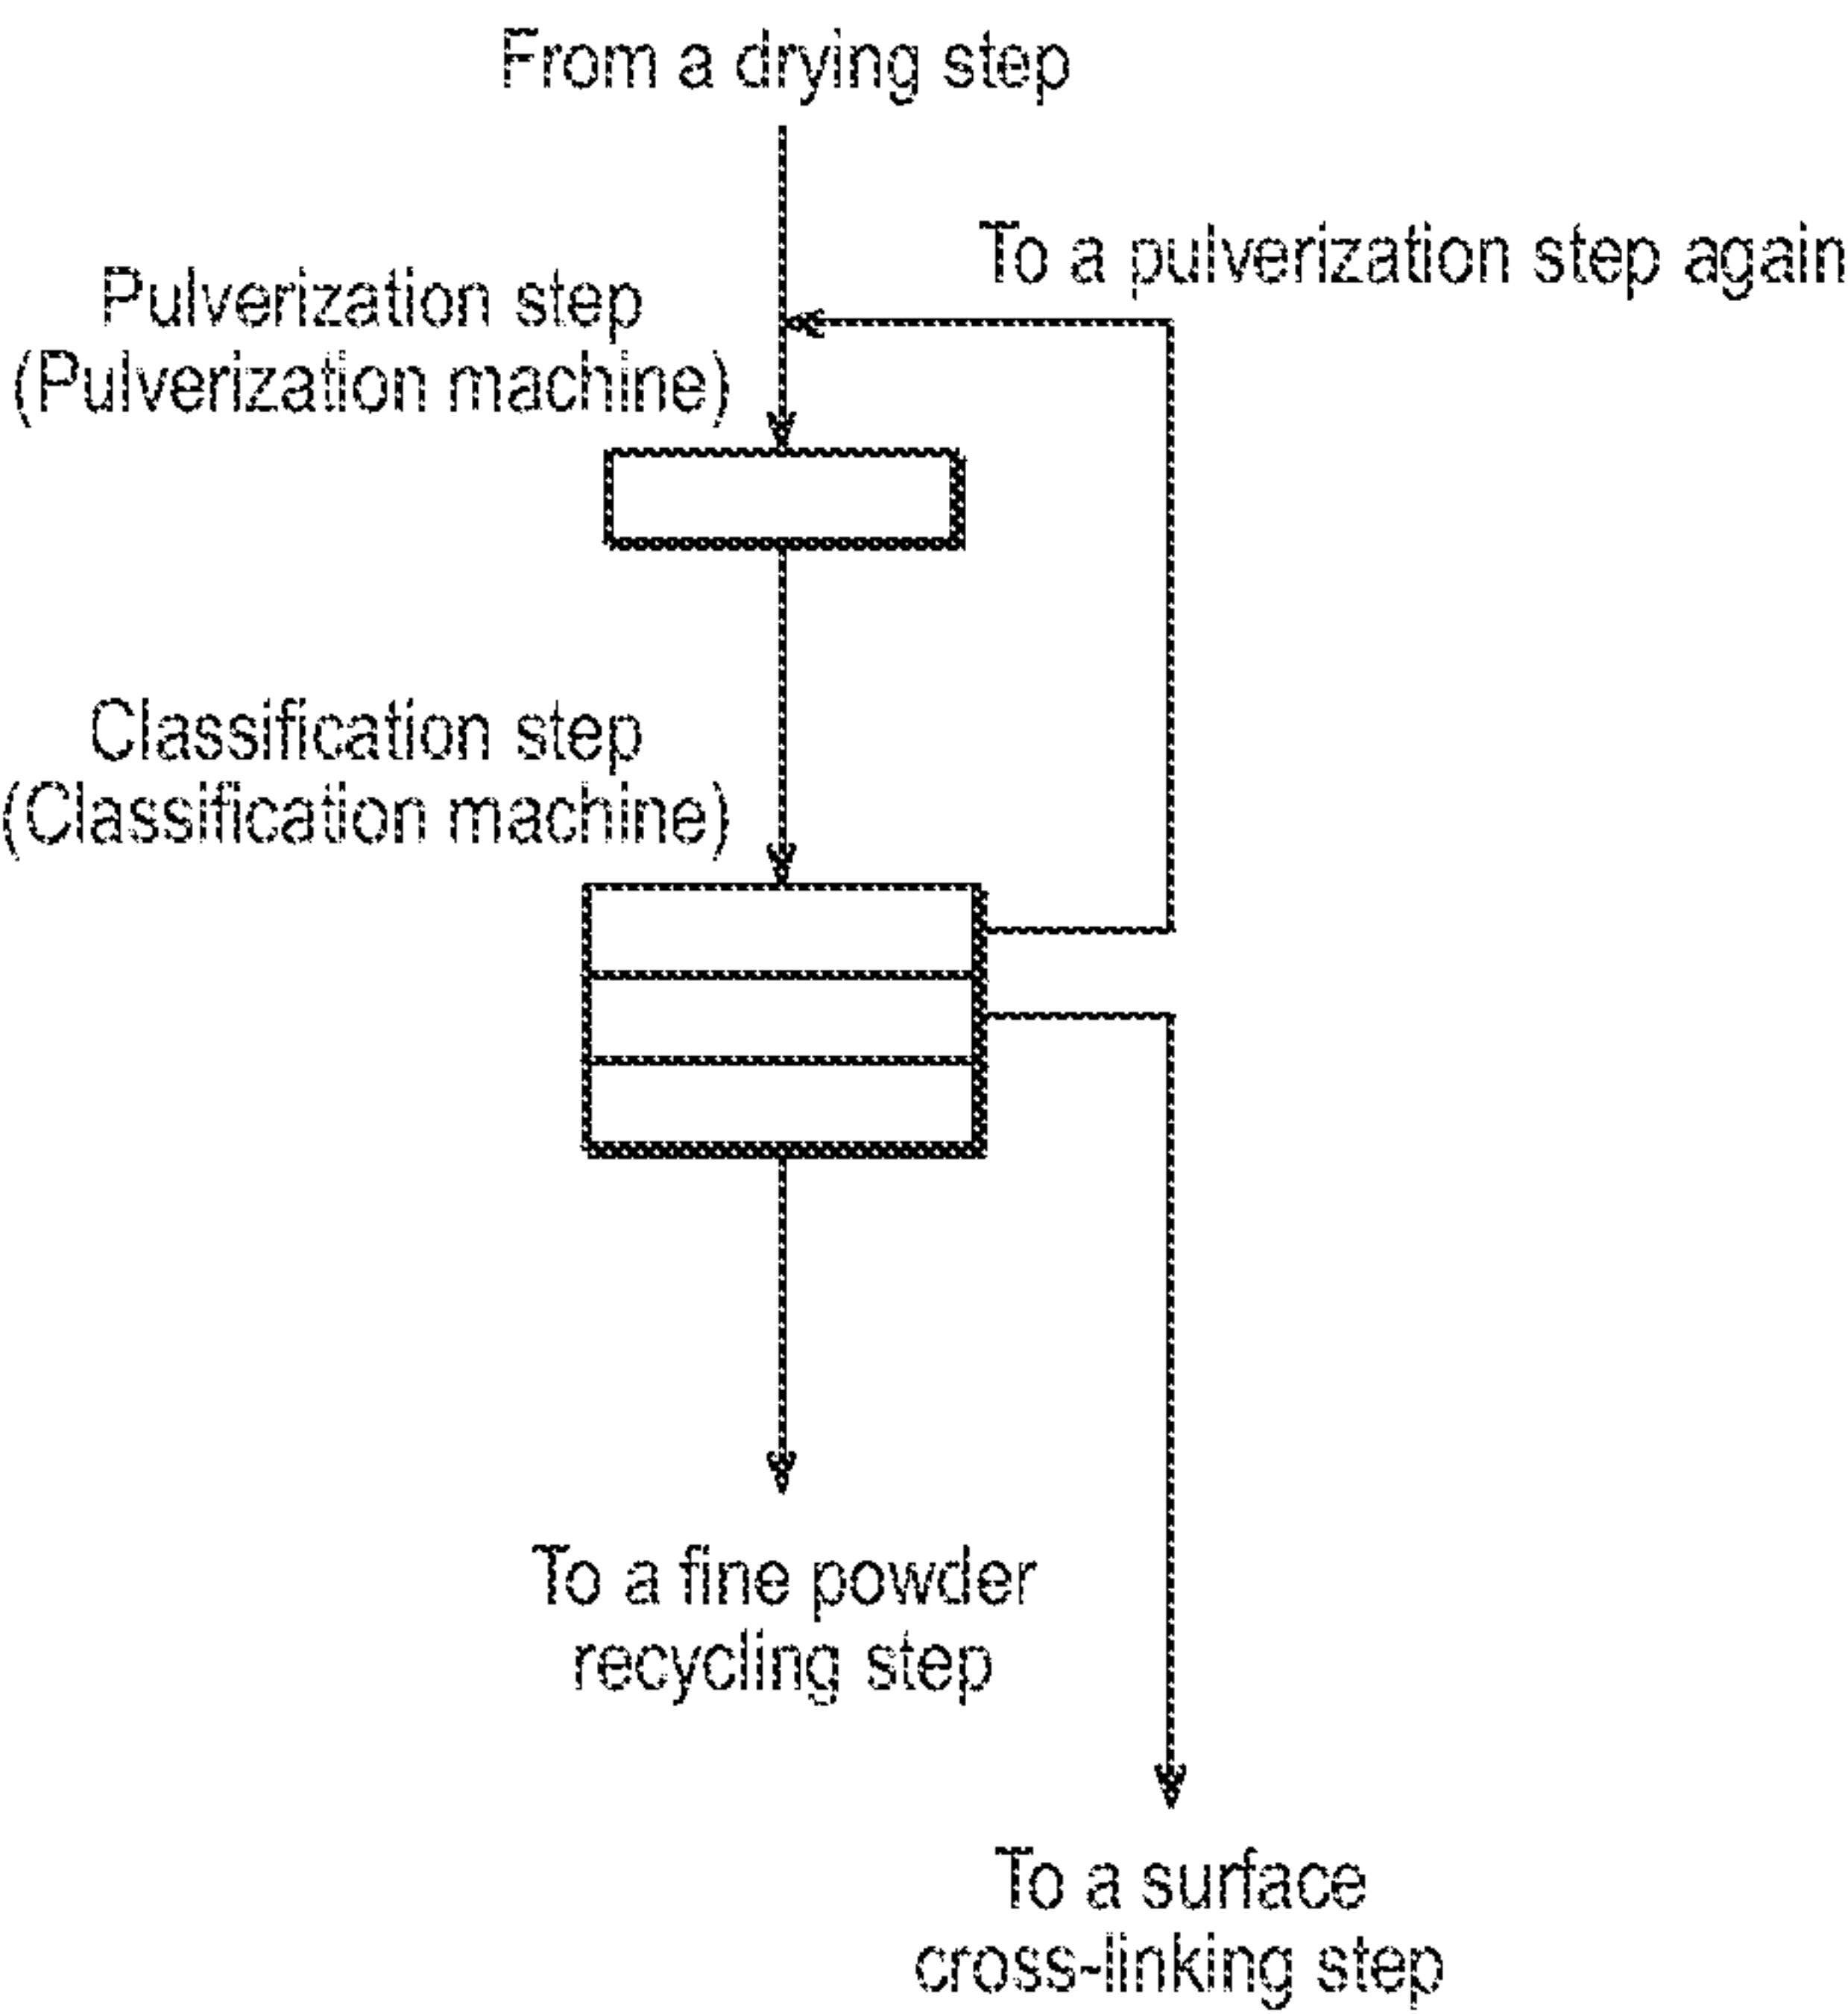 From a drying step
To a pulverization step again
Pulverization step
(Pulverization machine)
Classification step
(Classification machine)
To a fine powder
recycling step
To a surface
cross-linking step